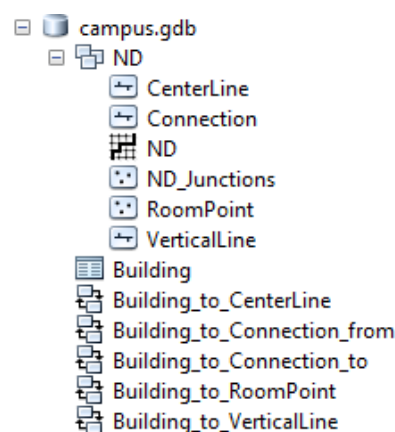 campus.gdb
ND
CenterLine
Connection
ND
ND_Junctions
RoomPoint
VerticalLine
Building
Building_to_CenterLine
Building_to_Connection_from
Building_to_Connection_to
Building_to_RoomPoint
Building_to_VerticalLine